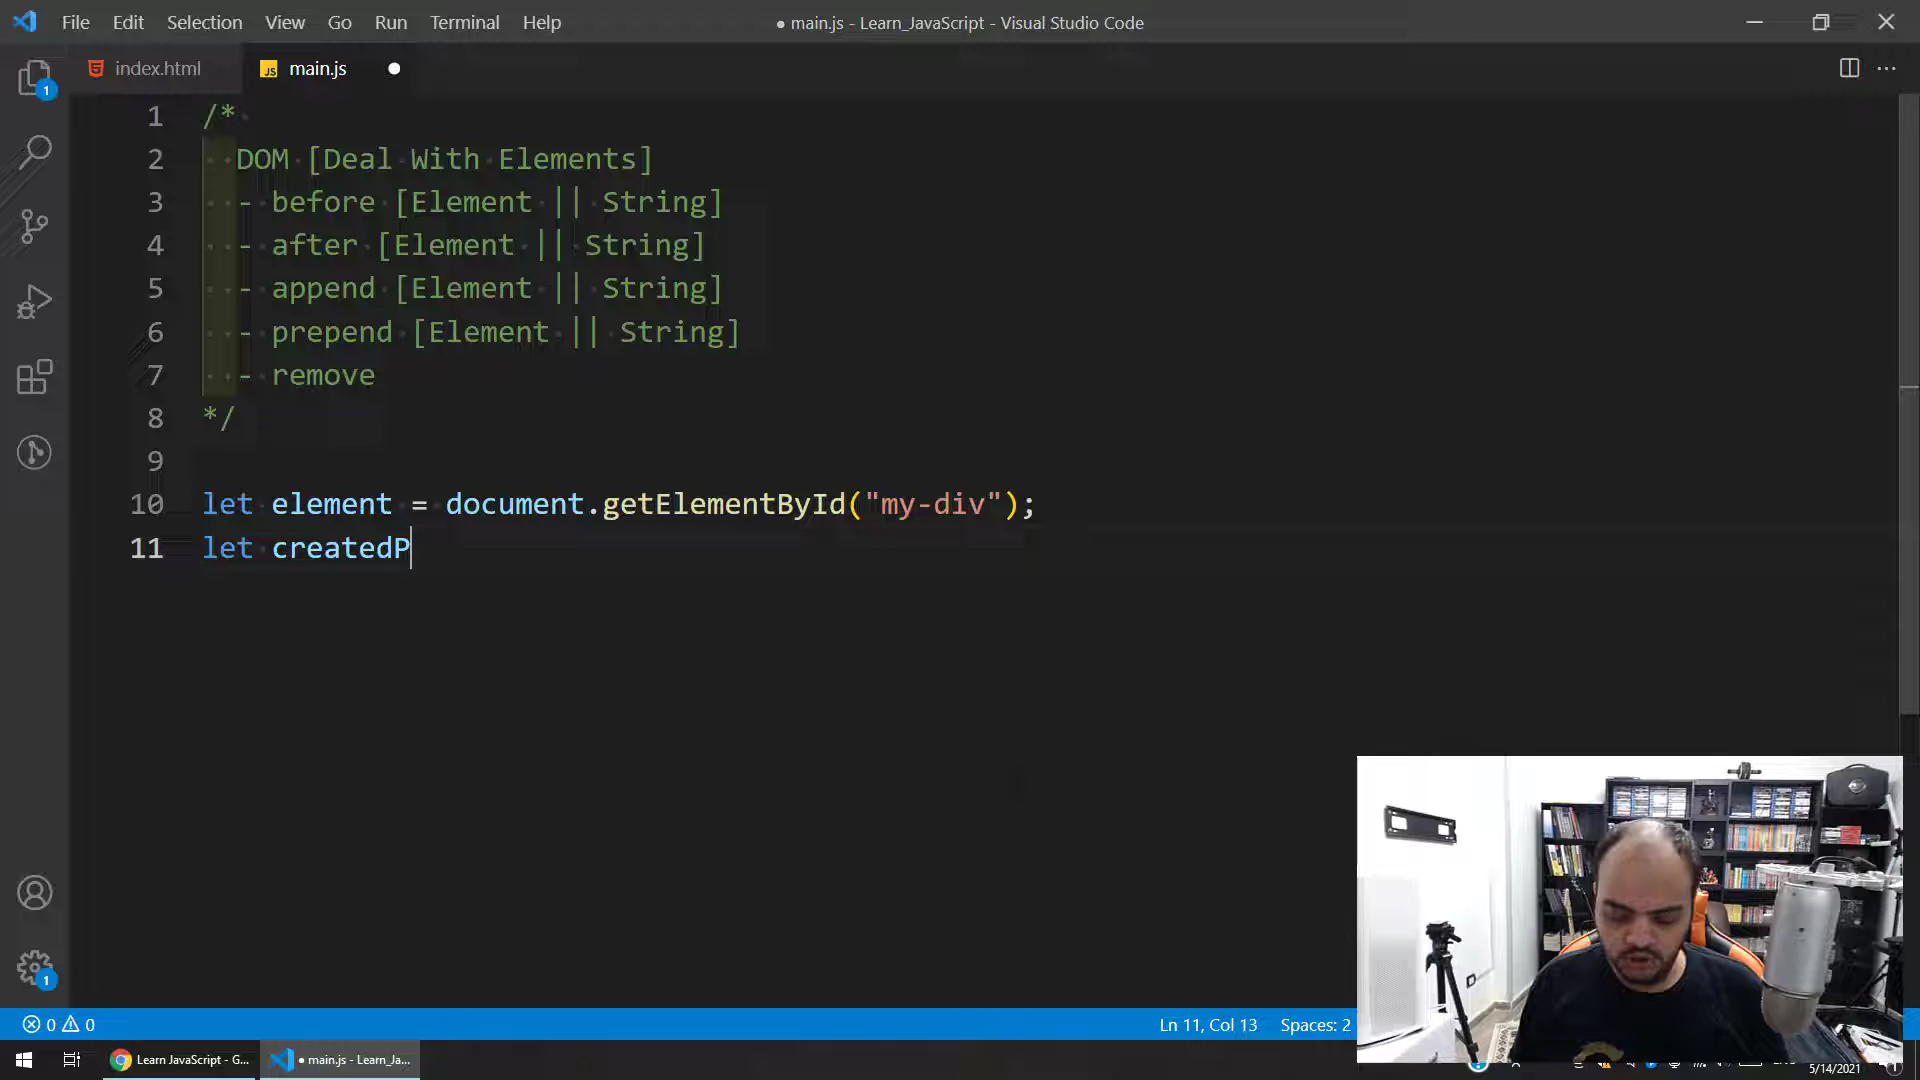 File Edit Selection View Go Run Terminal Help
● main.js - Learn_JavaScript - Visual Studio Code
index.html
JS main.js
1 /*
2 DOM [Deal With Elements]
3 - before [Element || String]
4 - after [Element || String]
5 - append [Element || String]
6 - prepend [Element || String]
7 - remove
8 */
9
10 let element = document.getElementById("my-div");
11 let createdP
1
1
0 0
Ln 11, Col 13 Spaces: 2
Learn JavaScript - G...
● main.js - Learn_Ja...
5/14/2021